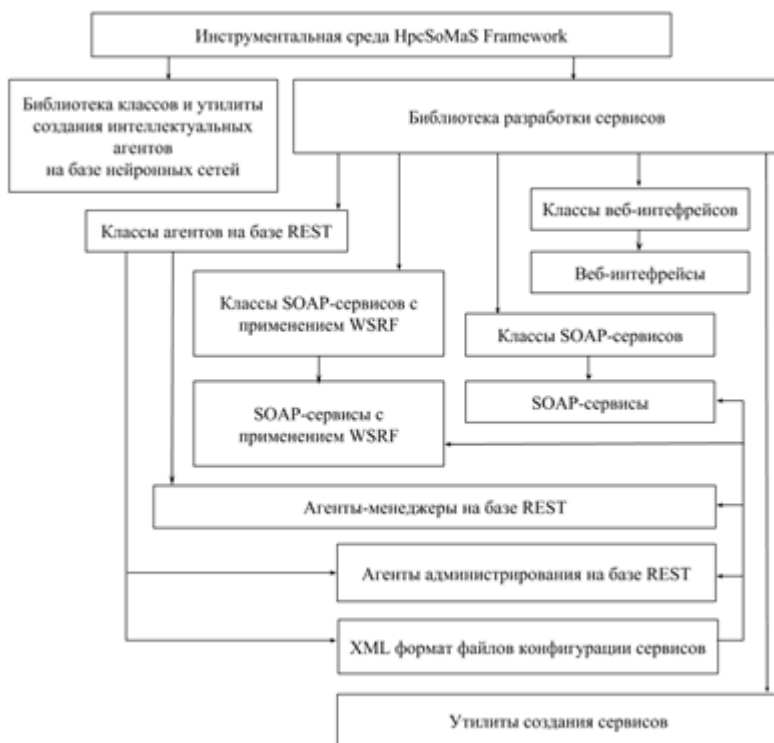 Инструментальная среда HpcSoMaS Framework
Библиотека классов и утилиты
создания интеллектуальных
агентов
на базе нейронных сетей
Библиотека разработки сервисов
Классы агентов на базе REST
Классы веб-интефрейсов
Веб-интефрейсы
Классы SOAP-сервисов с
применением WSRF
Классы SOAP-сервисов
SOAP-сервисы с
применением WSRF
SOAP-сервисы
Агенты-менеджеры на базе REST
Агенты администрирования на базе REST
XML формат файлов конфигурации сервисов
Утилиты создания сервисов